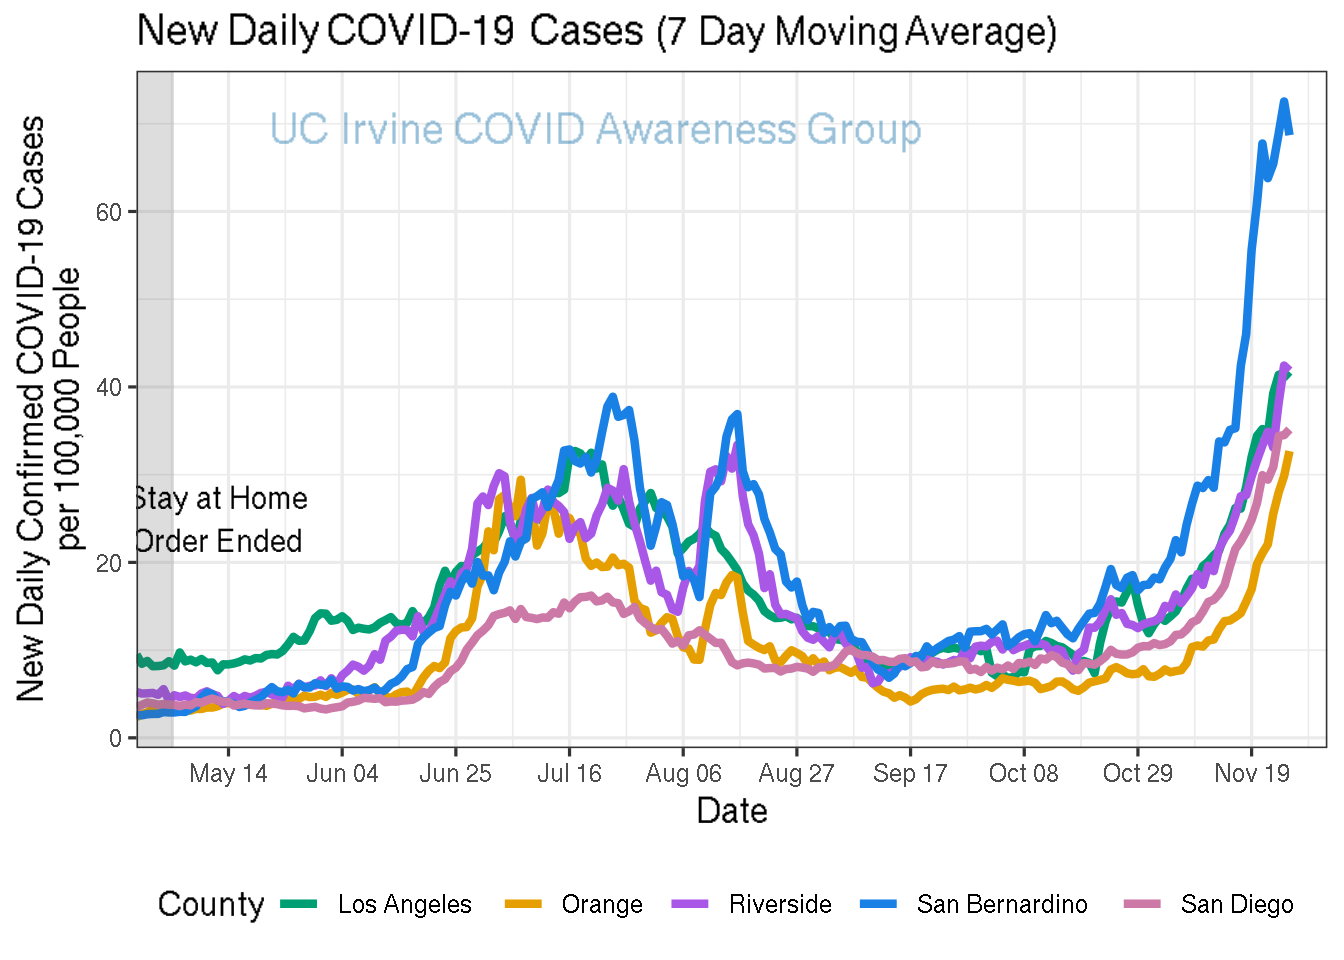 New Daily COVID-19 Cases (7 Day Moving Average)
UC Irvine COVID Awareness Group
New Daily Confirmed COVID-19 Cases
per 100,000 People
60
40
20
0
Stay at Home
Order Ended
May 14 Jun 04 Jun 25 Jul 16 Aug 06 Aug 27 Sep 17 Oct 08 Oct 29 Nov 19
Date
County Los Angeles Orange Riverside San Bernardino San Diego